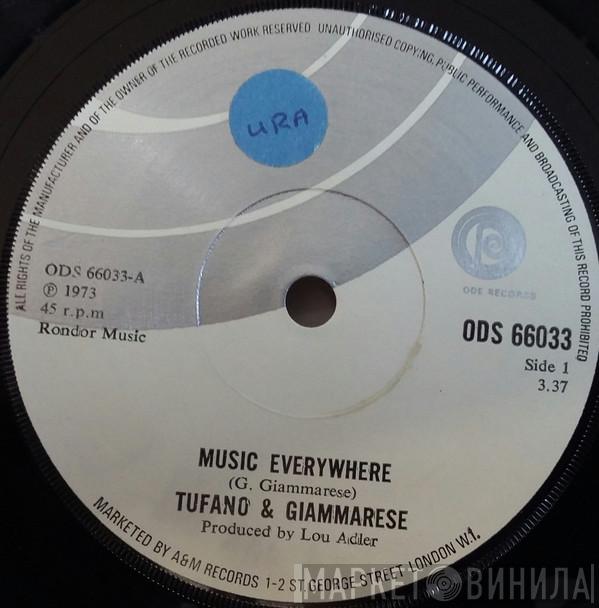 ALL RIGHTS OF THE MANUFACTURER AND OF THE OWNER OF THE RECORDED WORK RESERVED UNAUTHORISED COPYING, PUBLIC PERFORMANCE AND BROADCASTING OF THIS RECORD PROHIBITED
URA
ODS 66033-A
℗ 1973
45 r.p.m
Rondor Music
ODE RECORDS
ODS 66033
Side 1
3.37
MUSIC EVERYWHERE
(G. Giammarese)
TUFANO & GIAMMARESE
Produced by Lou Adler
MARKETED BY A&M RECORDS 1-2 ST. GEORGE STREET LONDON W.1.
МАРКЕТ ВИНИЛА